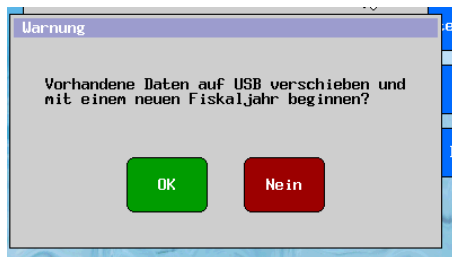 Warnung
Vorhandene Daten auf USB verschieben und
mit einem neuen Fiskaljahr beginnen?
OK
Nein